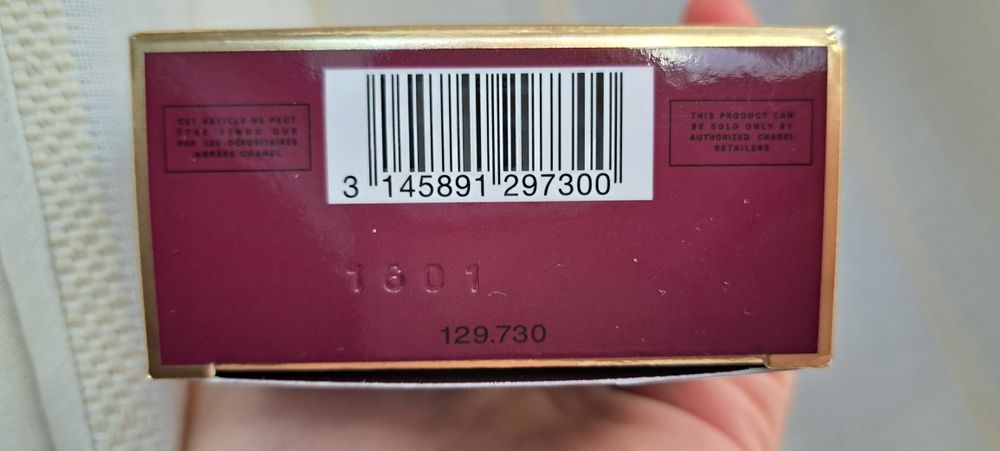 CET ARTICLE NE PEUT
ÊTRE VENDU QUE
PAR LES DÉPOSITAIRES
AGRÉÉS CHANEL
3 145891 297300
THIS PRODUCT CAN
BE SOLD ONLY BY
AUTHORIZED CHANEL
RETAILERS
1601
129.730